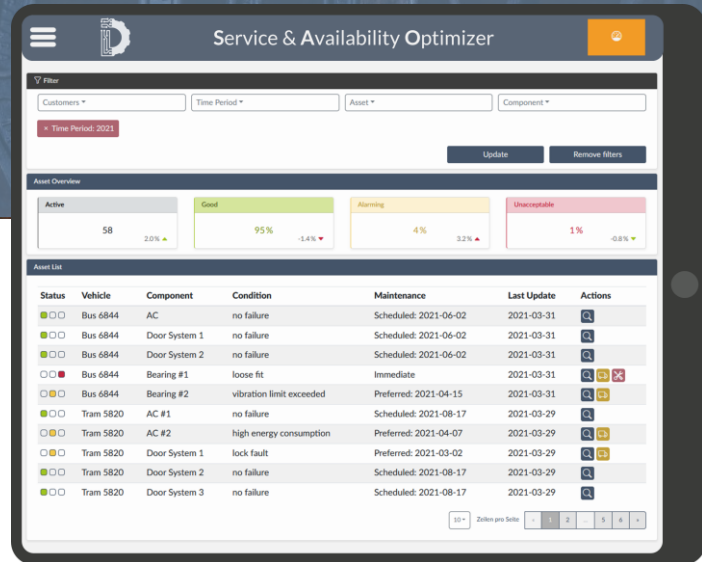 Service & Availability Optimizer
Filter
Customers Time Period Asset Component
× Time Period: 2021
Update Remove filters
Asset Overview
Active Good Alarming Unacceptable
58 2.0% 95% -1.4% 4% 3.2% 1% -0.8%
Asset List
Status Vehicle Component Condition Maintenance Last Update Actions
Bus 6844 AC no failure Scheduled: 2021-06-02 2021-03-31
Bus 6844 Door System 1 no failure Scheduled: 2021-06-02 2021-03-31
Bus 6844 Door System 2 no failure Scheduled: 2021-06-02 2021-03-31
Bus 6844 Bearing #1 loose fit Immediate 2021-03-31
Bus 6844 Bearing #2 vibration limit exceeded Preferred: 2021-04-15 2021-03-31
Tram 5820 AC #1 no failure Scheduled: 2021-08-17 2021-03-29
Tram 5820 AC #2 high energy consumption Preferred: 2021-04-07 2021-03-29
Tram 5820 Door System 1 lock fault Preferred: 2021-03-02 2021-03-29
Tram 5820 Door System 2 no failure Scheduled: 2021-08-17 2021-03-29
Tram 5820 Door System 3 no failure Scheduled: 2021-08-17 2021-03-29
10 Zeilen pro Seite ‹ 1 2 ... 5 6 ›